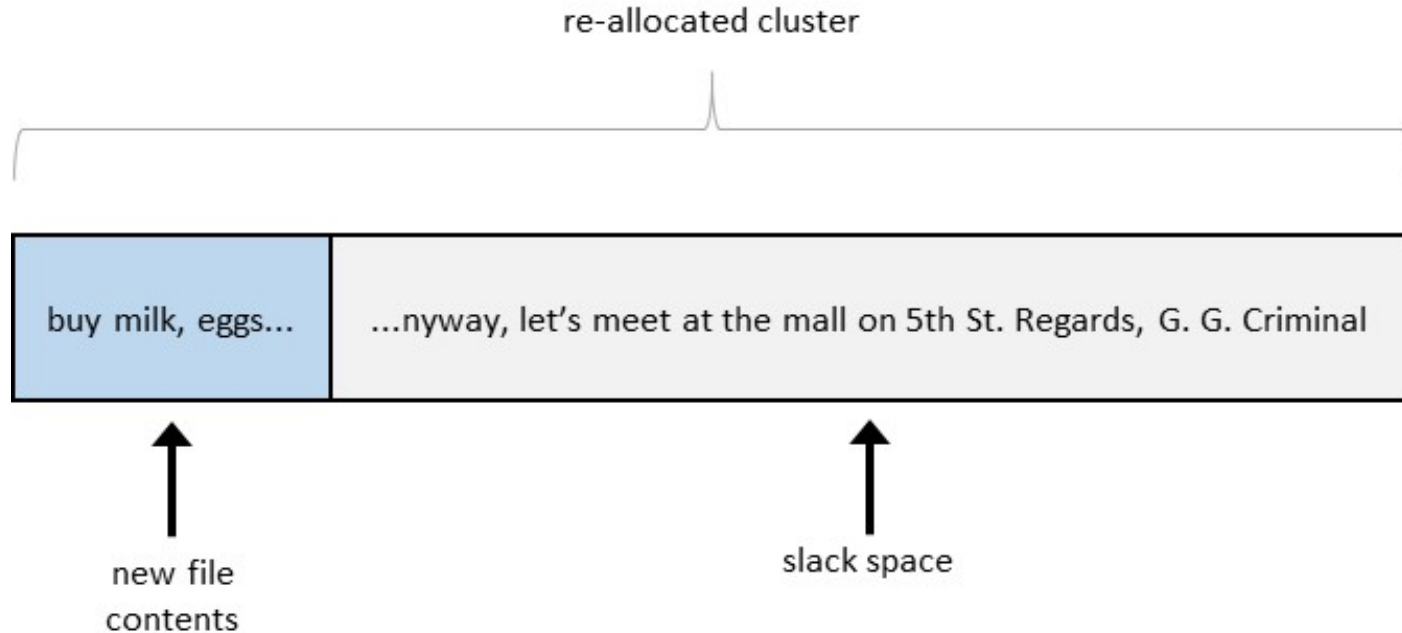 re-allocated cluster
buy milk, eggs...
...nyway, let's meet at the mall on 5th St. Regards, G. G. Criminal
new file
contents
slack space